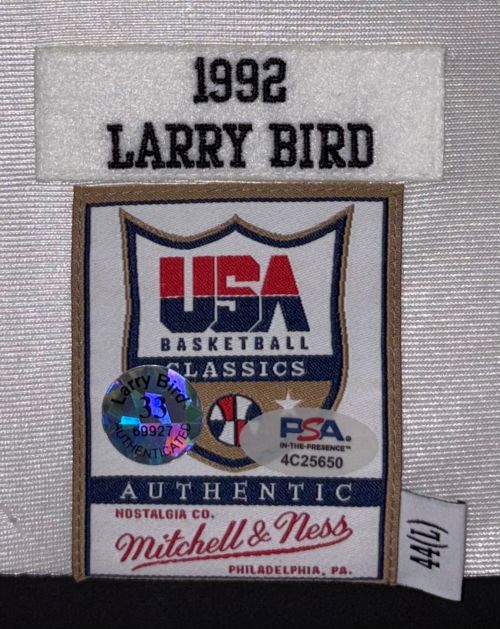 1992
LARRY BIRD
USA
BASKETBALL
CLASSICS
Larry Bird
33
69927
AUTHENTICATED
PSA
IN-THE-PRESENCE™
4C25650
AUTHENTIC
NOSTALGIA CO.
Mitchell & Ness
PHILADELPHIA, PA.
44(L)